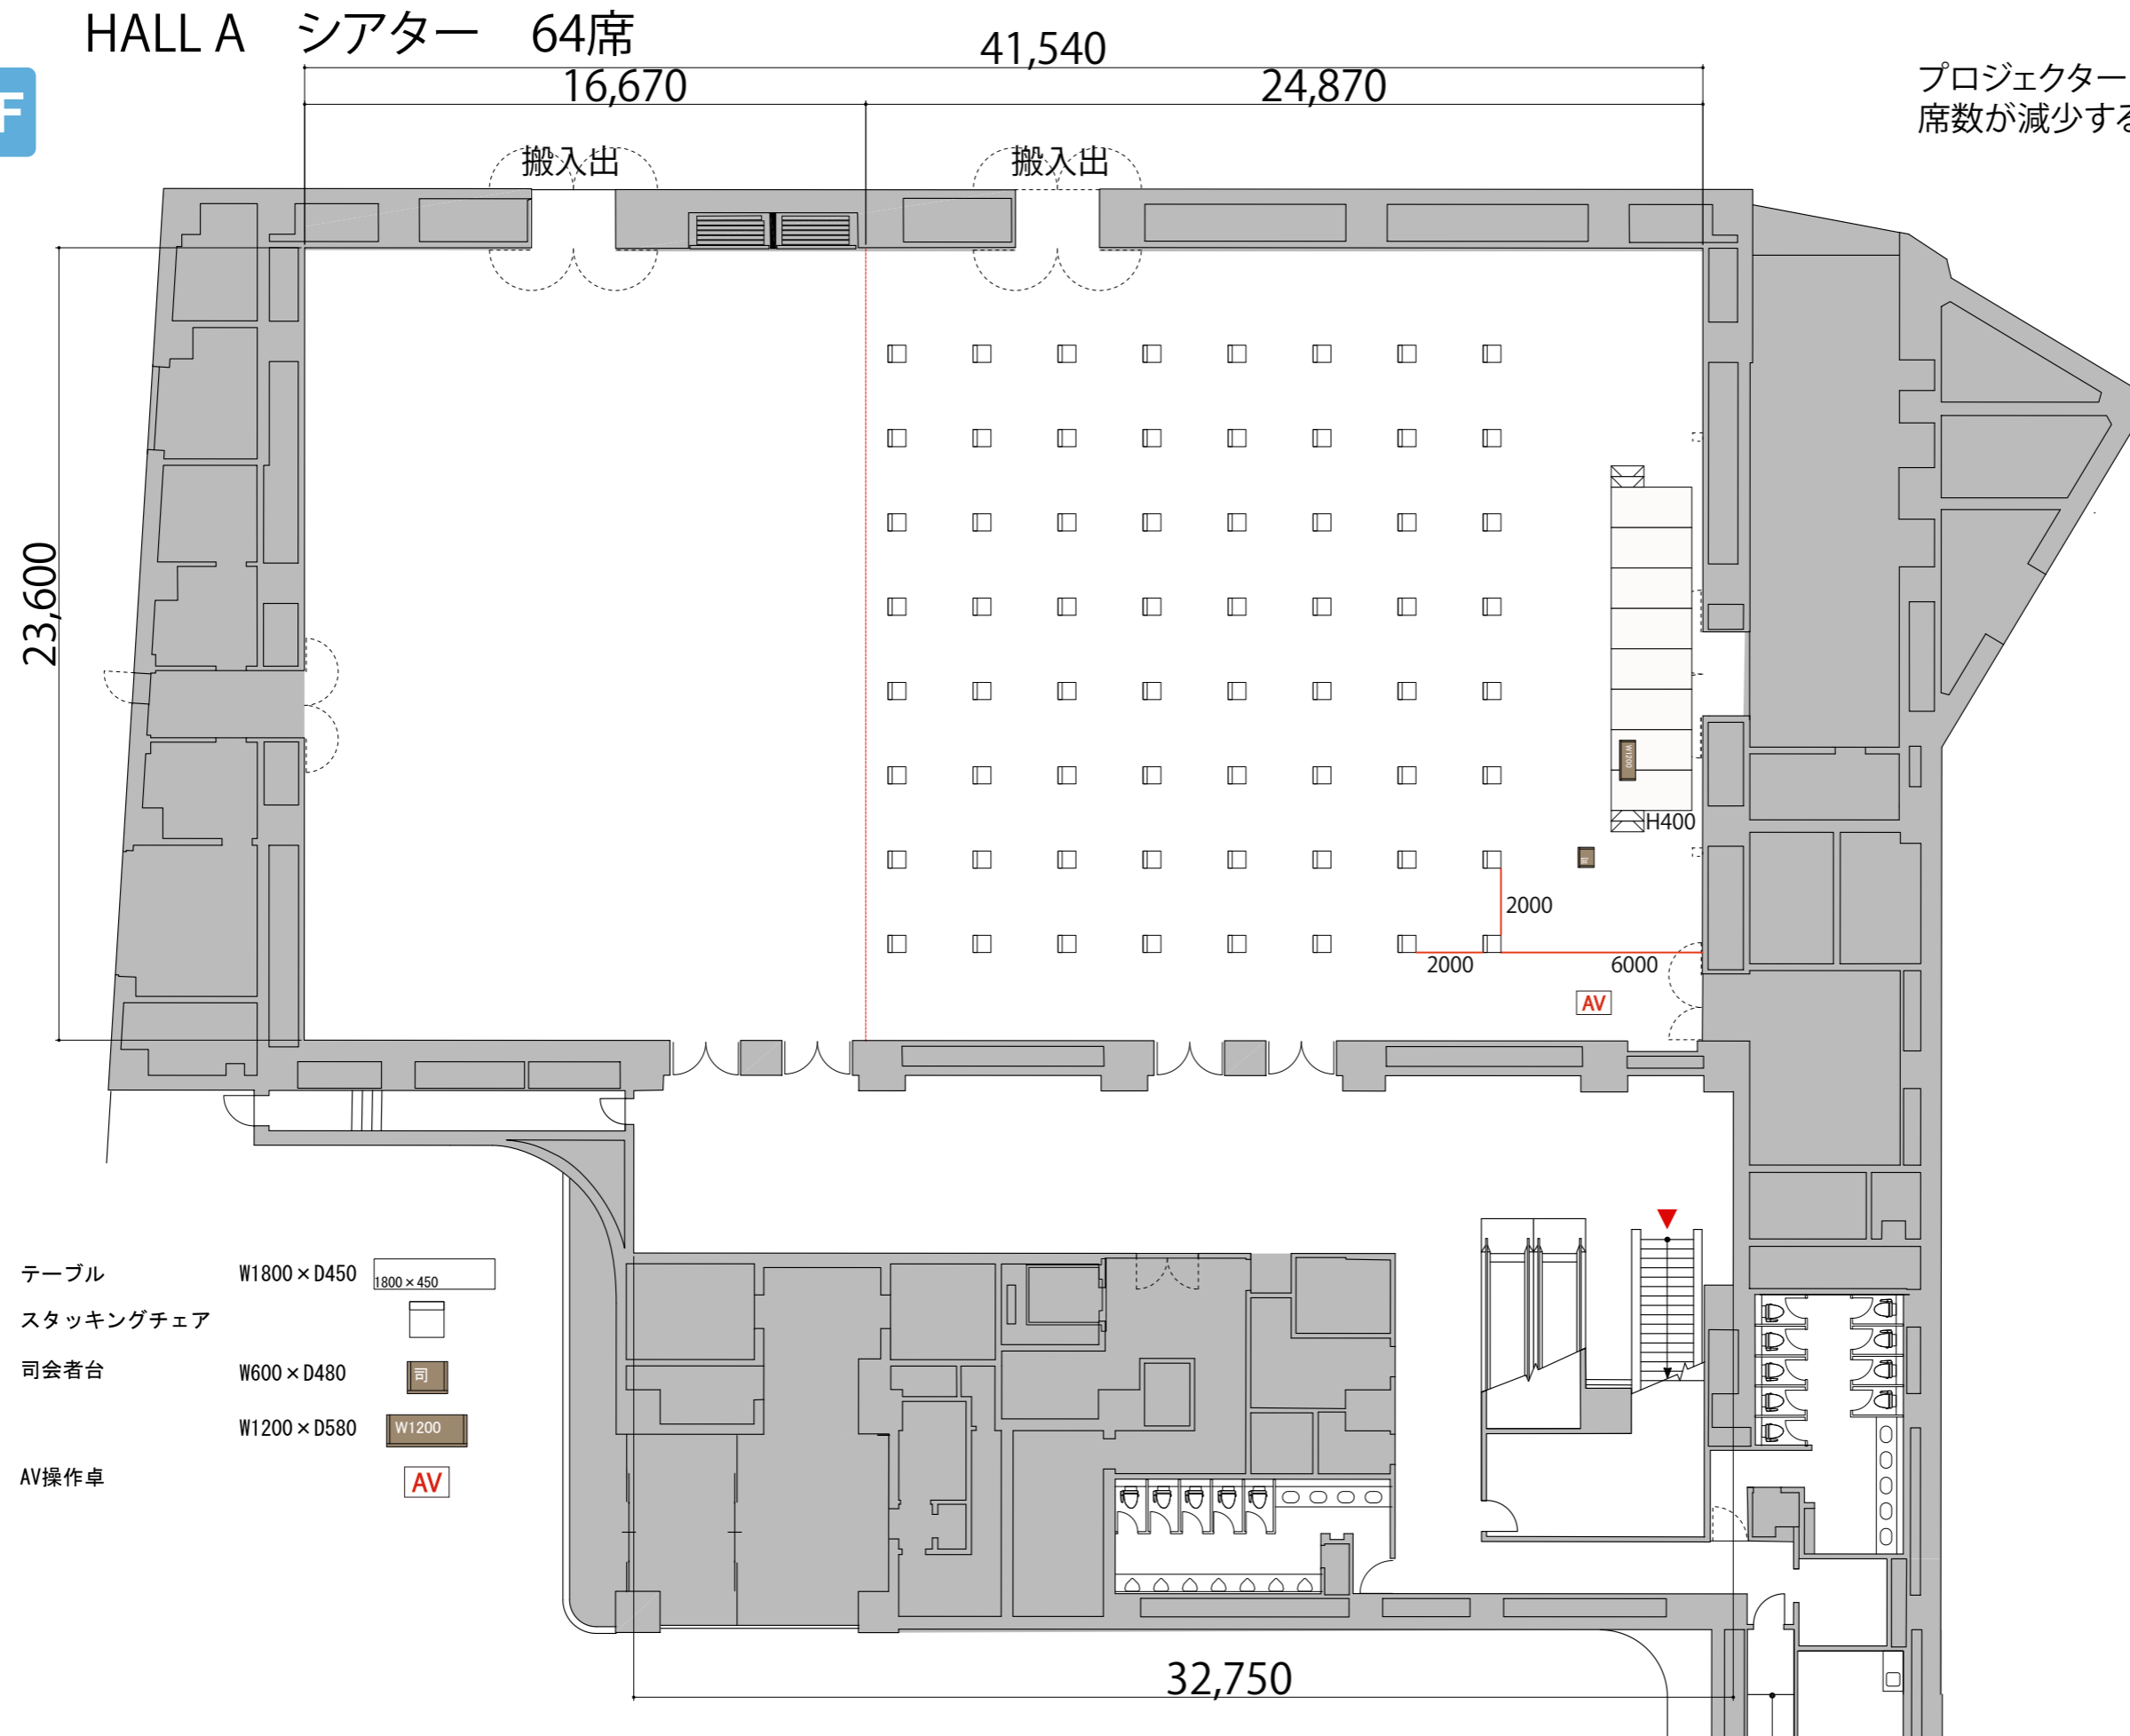 HALL A シアター 64席
F
41,540
16,670
24,870
プロジェクター
席数が減少する
搬入出
搬入出
23,600
W1200
H400
司
2000
2000
6000
AV
テーブル W1800×D450 1800×450
スタッキングチェア
司会者台 W600×D480 司
W1200×D580 W1200
AV操作卓 AV
32,750